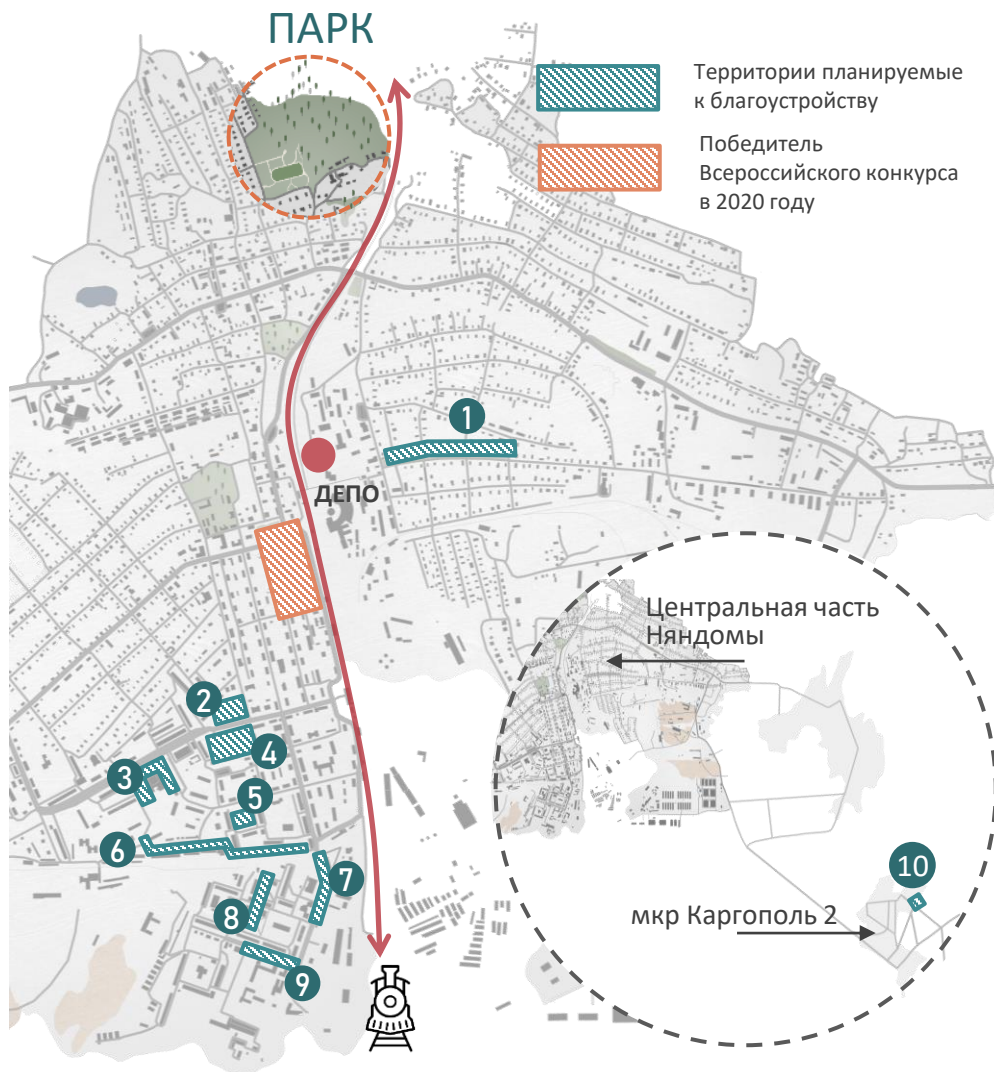 ПАРК
Территории планируемые
к благоустройству
Победитель
Всероссийского конкурса
в 2020 году
1
ДЕПО
Центральная часть
Няндомы
2
4
3
5
6
7
8
9
10
мкр Каргополь 2